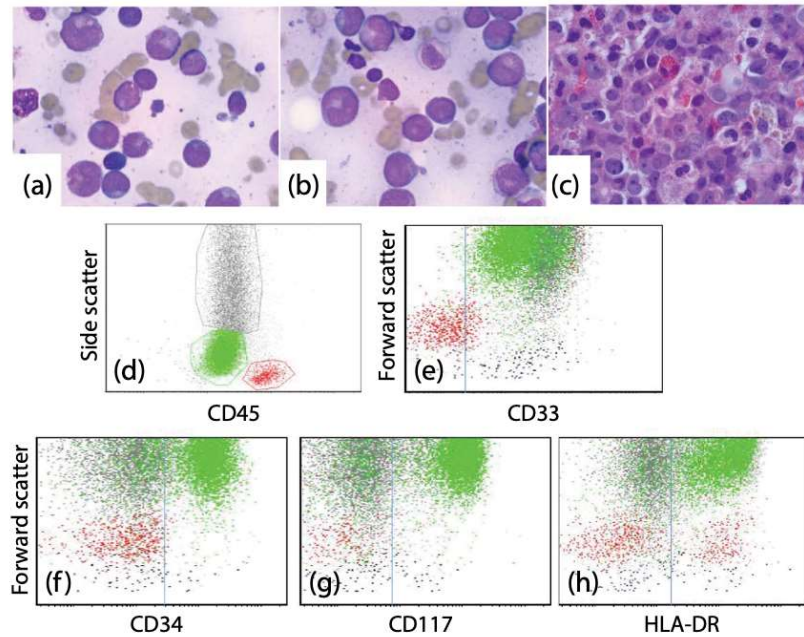 (a)
(b)
(c)
Side scatter
(d)
CD45
Forward scatter
(e)
CD33
Forward scatter
(f)
CD34
(g)
CD117
(h)
HLA-DR